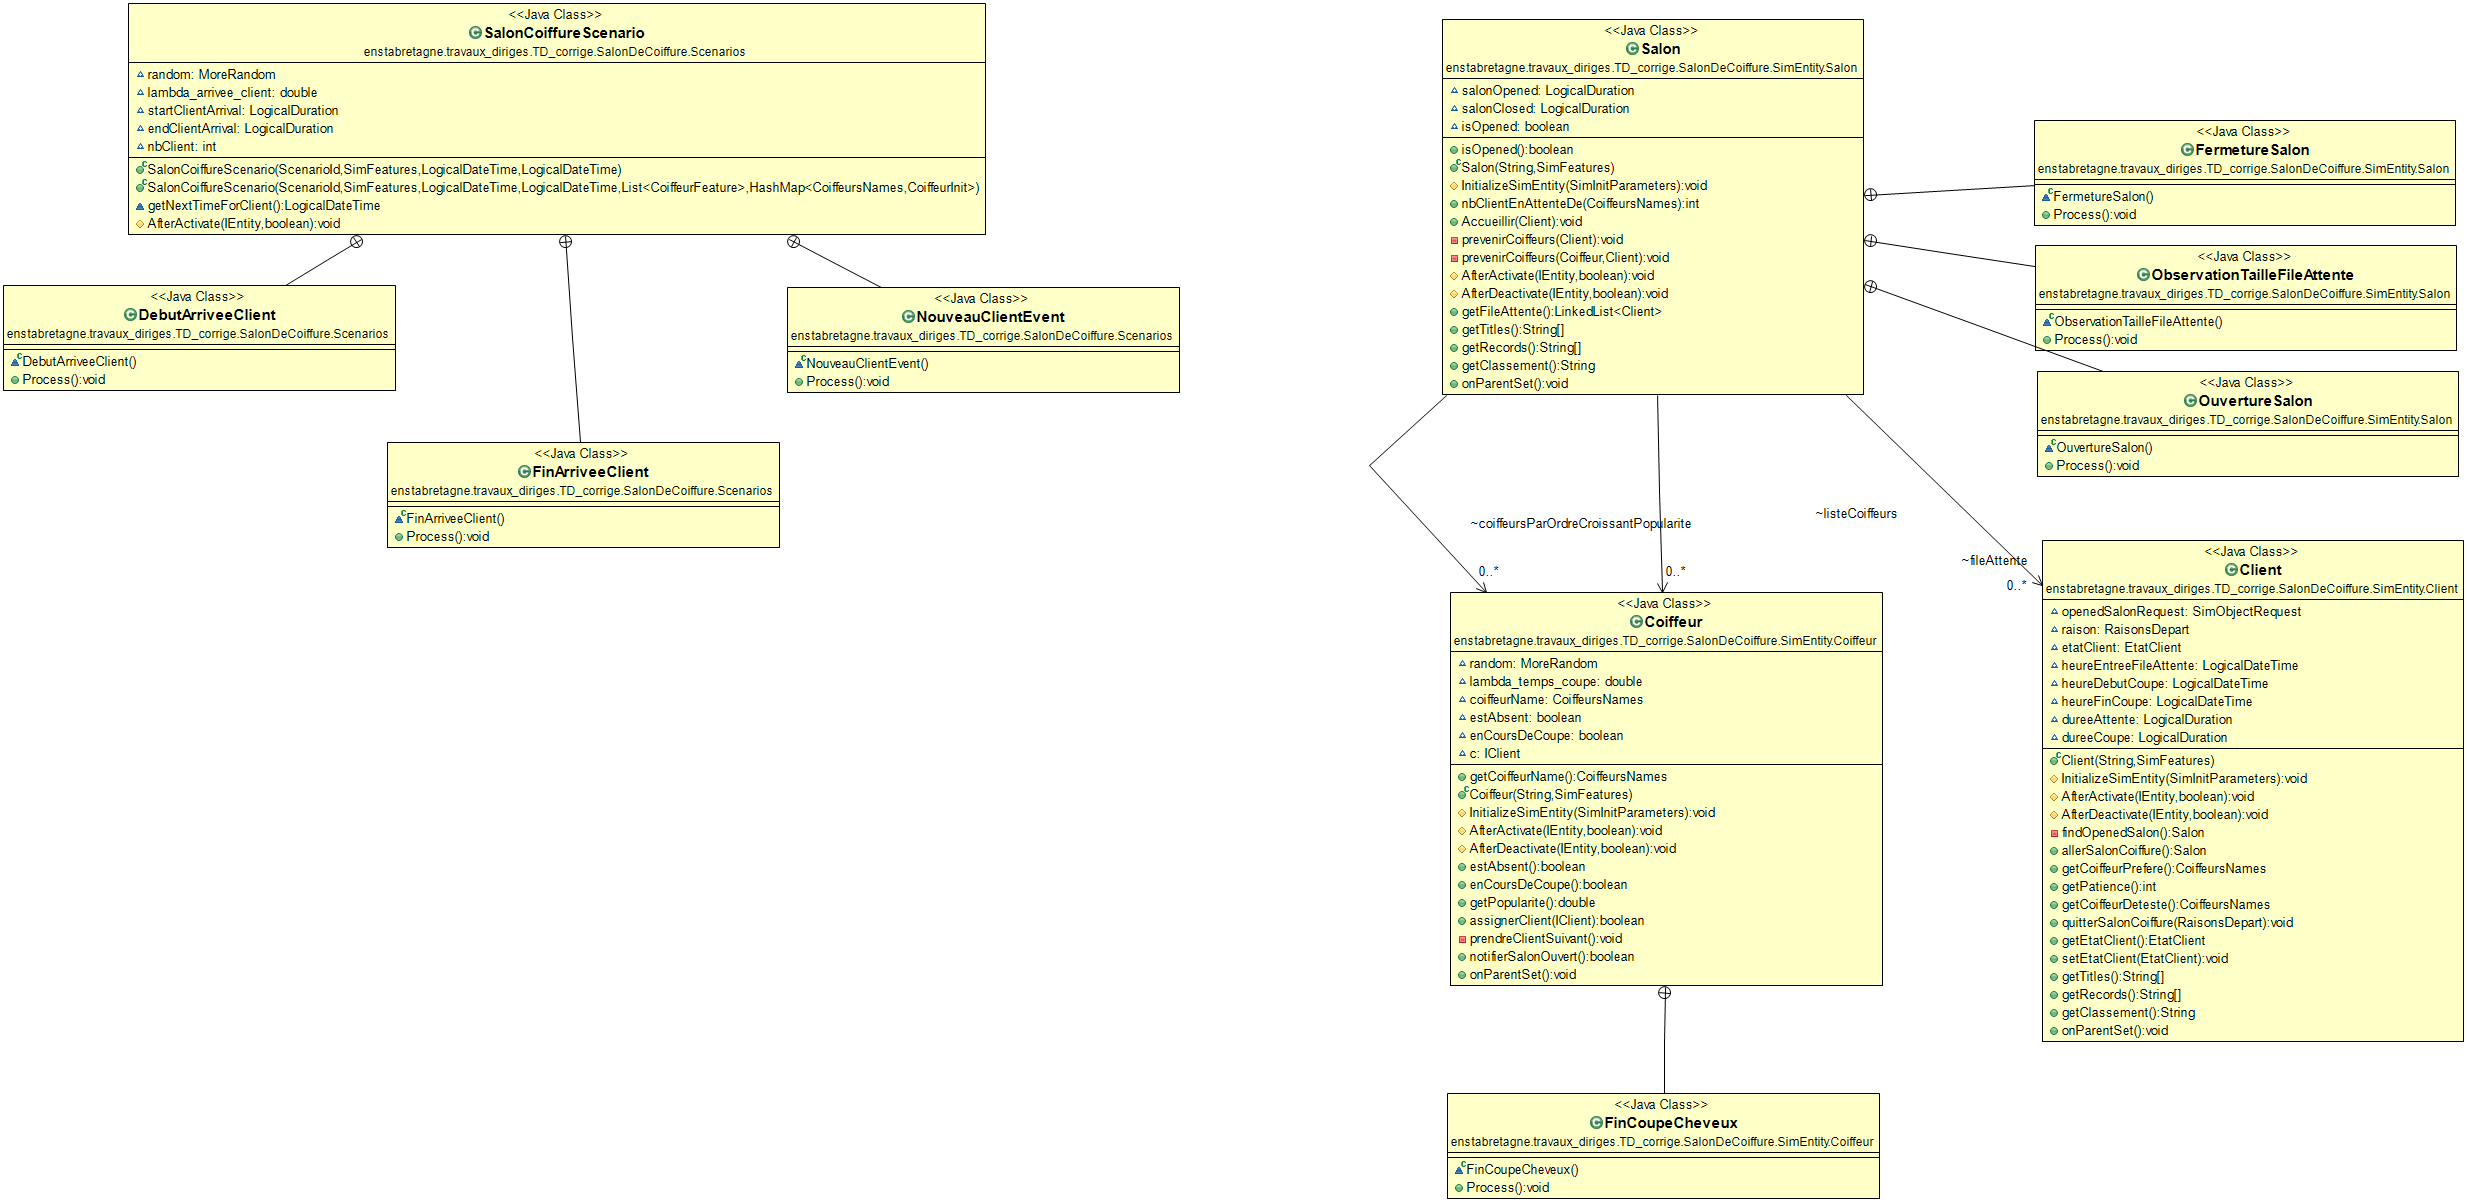 <<Java Class>>
SalonCoiffureScenario
enstabretagne.travaux_diriges.TD_corrige.SalonDeCoiffure.Scenarios
random: MoreRandom
lambda_arrivee_client: double
startClientArrival: LogicalDuration
endClientArrival: LogicalDuration
nbClient: int
SalonCoiffureScenario(ScenarioId,SimFeatures,LogicalDateTime,LogicalDateTime)
SalonCoiffureScenario(ScenarioId,SimFeatures,LogicalDateTime,LogicalDateTime,List<CoiffeurFeature>,HashMap<CoiffeursNames,CoiffeurInit>)
getNextTimeForClient():LogicalDateTime
AfterActivate(IEntity,boolean):void
<<Java Class>>
DebutArriveeClient
enstabretagne.travaux_diriges.TD_corrige.SalonDeCoiffure.Scenarios
DebutArriveeClient()
Process():void
<<Java Class>>
NouveauClientEvent
enstabretagne.travaux_diriges.TD_corrige.SalonDeCoiffure.Scenarios
NouveauClientEvent()
Process():void
<<Java Class>>
FinArriveeClient
enstabretagne.travaux_diriges.TD_corrige.SalonDeCoiffure.Scenarios
FinArriveeClient()
Process():void
<<Java Class>>
Salon
enstabretagne.travaux_diriges.TD_corrige.SalonDeCoiffure.SimEntity.Salon
salonOpened: LogicalDuration
salonClosed: LogicalDuration
isOpened: boolean
isOpened():boolean
Salon(String,SimFeatures)
InitializeSimEntity(SimInitParameters):void
nbClientEnAttenteDe(CoiffeursNames):int
Accueillir(Client):void
prevenirCoiffeurs(Client):void
prevenirCoiffeurs(Coiffeur,Client):void
AfterActivate(IEntity,boolean):void
AfterDeactivate(IEntity,boolean):void
getFileAttente():LinkedList<Client>
getTitles():String[]
getRecords():String[]
getClassement():String
onParentSet():void
<<Java Class>>
FermetureSalon
enstabretagne.travaux_diriges.TD_corrige.SalonDeCoiffure.SimEntity.Salon
FermetureSalon()
Process():void
<<Java Class>>
ObservationTailleFileAttente
enstabretagne.travaux_diriges.TD_corrige.SalonDeCoiffure.SimEntity.Salon
ObservationTailleFileAttente()
Process():void
<<Java Class>>
OuvertureSalon
enstabretagne.travaux_diriges.TD_corrige.SalonDeCoiffure.SimEntity.Salon
OuvertureSalon()
Process():void
~coiffeursParOrdreCroissantPopularite
0..*
~listeCoiffeurs
0..*
~fileAttente
0..*
<<Java Class>>
Coiffeur
enstabretagne.travaux_diriges.TD_corrige.SalonDeCoiffure.SimEntity.Coiffeur
random: MoreRandom
lambda_temps_coupe: double
coiffeurName: CoiffeursNames
estAbsent: boolean
enCoursDeCoupe: boolean
c: IClient
getCoiffeurName():CoiffeursNames
Coiffeur(String,SimFeatures)
InitializeSimEntity(SimInitParameters):void
AfterActivate(IEntity,boolean):void
AfterDeactivate(IEntity,boolean):void
estAbsent():boolean
enCoursDeCoupe():boolean
getPopularite():double
assignerClient(IClient):boolean
prendreClientSuivant():void
notifierSalonOuvert():boolean
onParentSet():void
<<Java Class>>
Client
enstabretagne.travaux_diriges.TD_corrige.SalonDeCoiffure.SimEntity.Client
openedSalonRequest: SimObjectRequest
raison: RaisonsDepart
etatClient: EtatClient
heureEntreeFileAttente: LogicalDateTime
heureDebutCoupe: LogicalDateTime
heureFinCoupe: LogicalDateTime
dureeAttente: LogicalDuration
dureeCoupe: LogicalDuration
Client(String,SimFeatures)
InitializeSimEntity(SimInitParameters):void
AfterActivate(IEntity,boolean):void
AfterDeactivate(IEntity,boolean):void
findOpenedSalon():Salon
allerSalonCoiffure():Salon
getCoiffeurPrefere():CoiffeursNames
getPatience():int
getCoiffeurDeteste():CoiffeursNames
quitterSalonCoiffure(RaisonsDepart):void
getEtatClient():EtatClient
setEtatClient(EtatClient):void
getTitles():String[]
getRecords():String[]
getClassement():String
onParentSet():void
<<Java Class>>
FinCoupeCheveux
enstabretagne.travaux_diriges.TD_corrige.SalonDeCoiffure.SimEntity.Coiffeur
FinCoupeCheveux()
Process():void